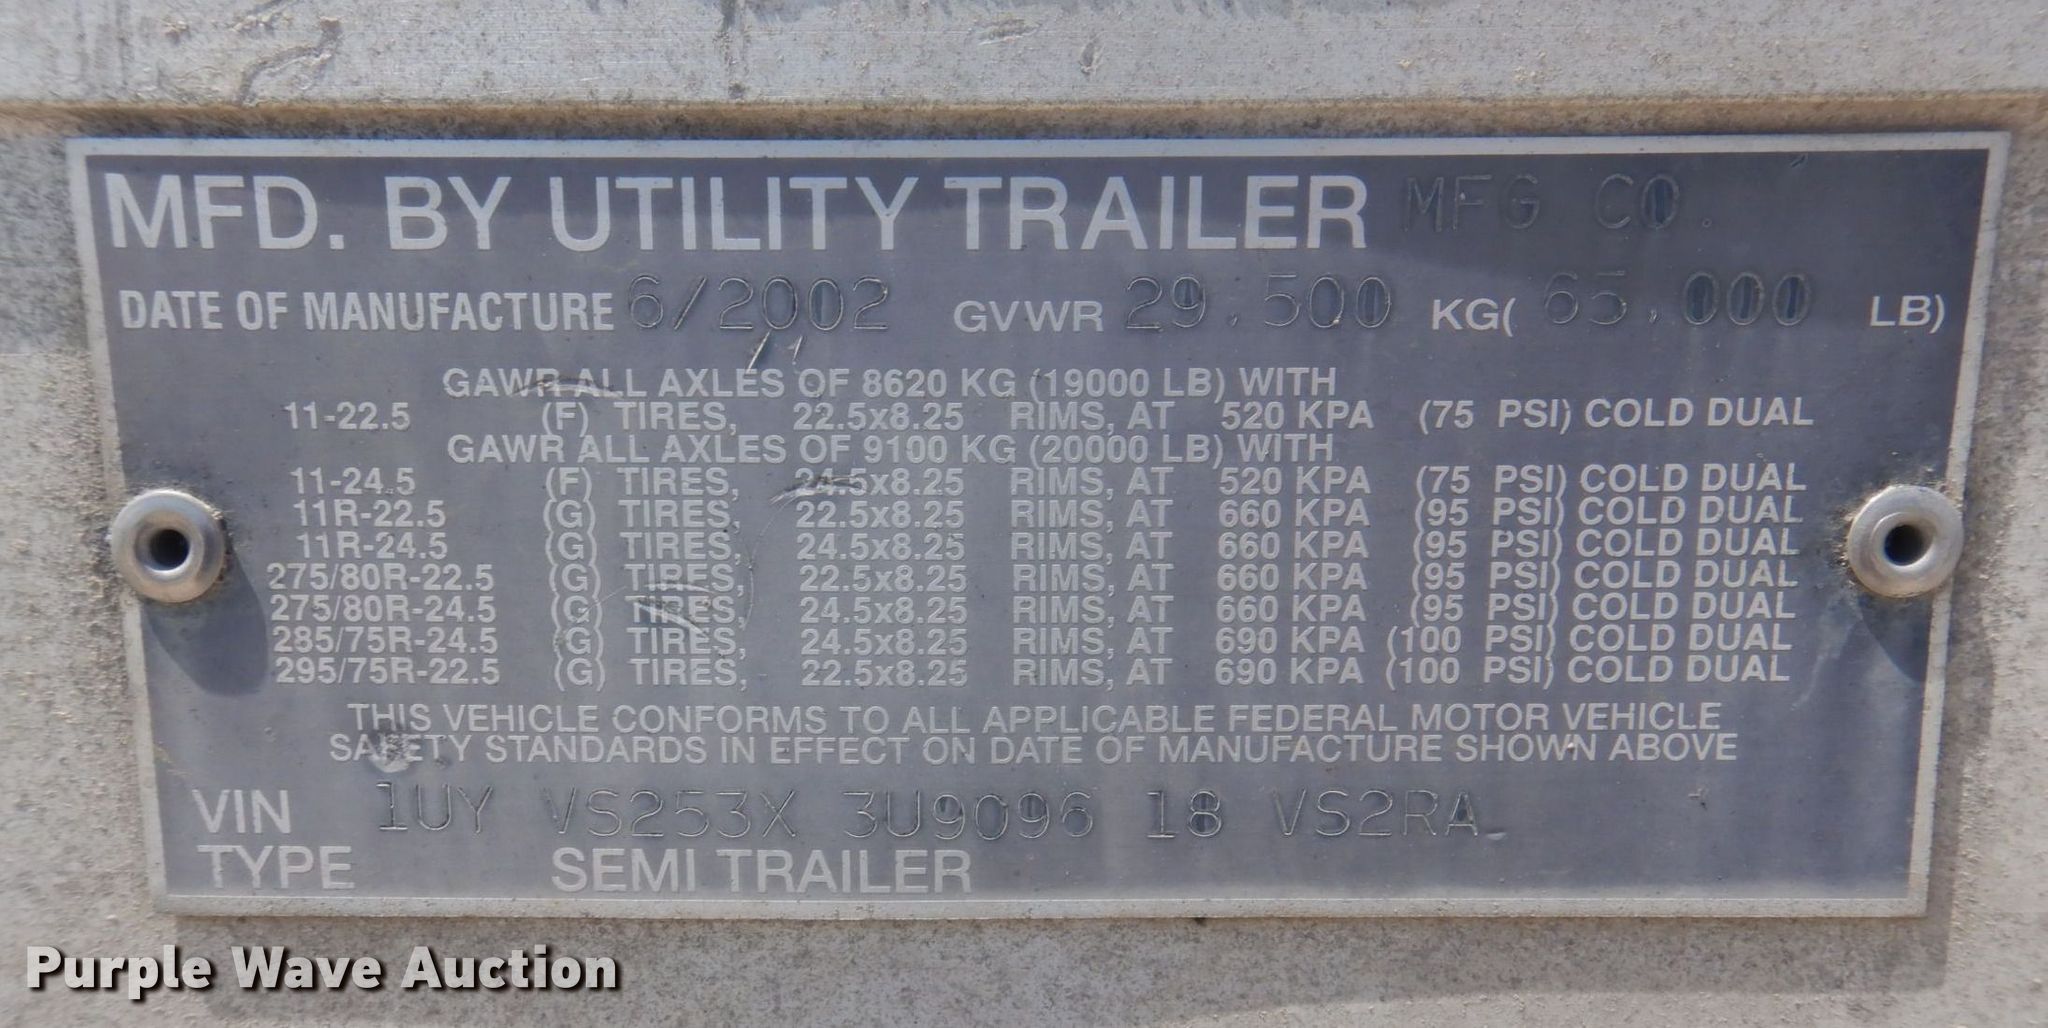 MFD. BY UTILITY TRAILER MFG CO.
DATE OF MANUFACTURE 6/2002 GVWR 29.500 KG( 65.000 LB)
GAWR ALL AXLES OF 8620 KG (19000 LB) WITH
11-22.5 (F) TIRES, 22.5x8.25 RIMS, AT 520 KPA (75 PSI) COLD DUAL
GAWR ALL AXLES OF 9100 KG (20000 LB) WITH
11-24.5 (F) TIRES, 24.5x8.25 RIMS, AT 520 KPA (75 PSI) COLD DUAL
11R-22.5 (G) TIRES, 22.5x8.25 RIMS, AT 660 KPA (95 PSI) COLD DUAL
11R-24.5 (G) TIRES, 24.5x8.25 RIMS, AT 660 KPA (95 PSI) COLD DUAL
275/80R-22.5 (G) TIRES, 22.5x8.25 RIMS, AT 660 KPA (95 PSI) COLD DUAL
275/80R-24.5 (G) TIRES, 24.5x8.25 RIMS, AT 660 KPA (95 PSI) COLD DUAL
285/75R-24.5 (G) TIRES, 24.5x8.25 RIMS, AT 690 KPA (100 PSI) COLD DUAL
295/75R-22.5 (G) TIRES, 22.5x8.25 RIMS, AT 690 KPA (100 PSI) COLD DUAL
THIS VEHICLE CONFORMS TO ALL APPLICABLE FEDERAL MOTOR VEHICLE
SAFETY STANDARDS IN EFFECT ON DATE OF MANUFACTURE SHOWN ABOVE
VIN 1UY VS253X 3U9096 18 VS2RA
TYPE SEMI TRAILER
Purple Wave Auction